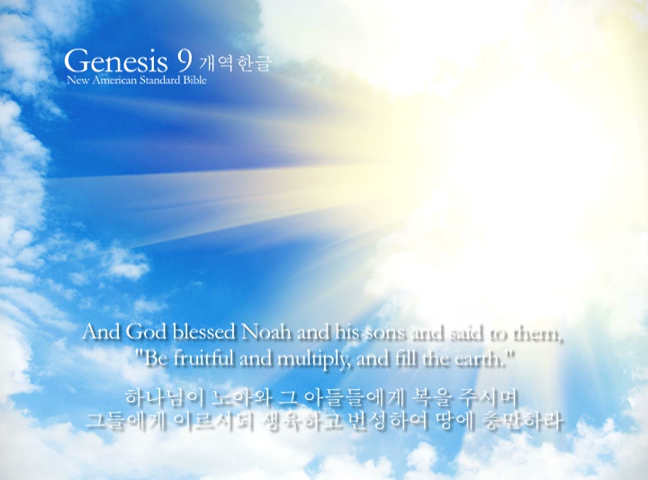 Genesis 9 개역한글
New American Standard Bible
And God blessed Noah and his sons and said to them,
"Be fruitful and multiply, and fill the earth."
하나님이 노아와 그 아들들에게 복을 주시며
그들에게 이르시되 생육하고 번성하여 땅에 충만하라